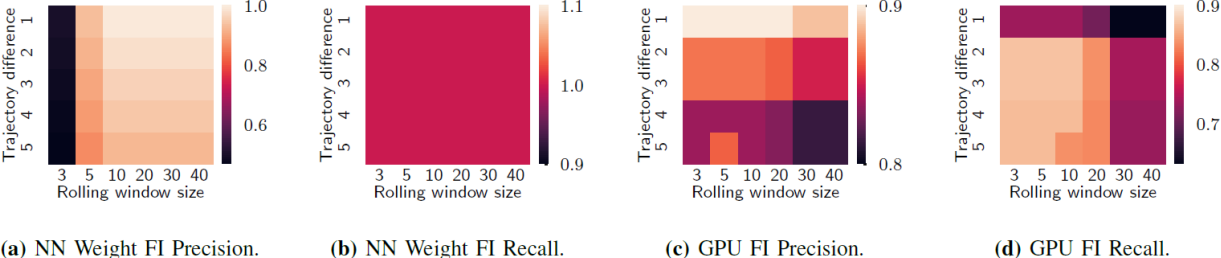 Trajectory difference
1
2
3
4
5
3 5 10 20 30 40
Rolling window size
1.0
0.8
0.6
(a) NN Weight FI Precision.
Trajectory difference
1
2
3
4
5
3 5 10 20 30 40
Rolling window size
1.1
1.0
0.9
(b) NN Weight FI Recall.
Trajectory difference
1
2
3
4
5
3 5 10 20 30 40
Rolling window size
0.9
0.8
(c) GPU FI Precision.
Trajectory difference
1
2
3
4
5
3 5 10 20 30 40
Rolling window size
0.9
0.8
0.7
(d) GPU FI Recall.